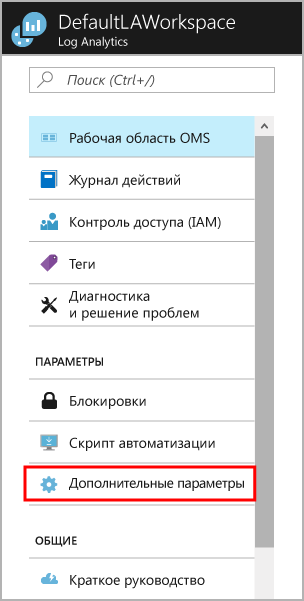 DefaultLAWorkspace
Log Analytics
Поиск (Ctrl+/)
Рабочая область OMS
Журнал действий
Контроль доступа (IAM)
Теги
Диагностика
и решение проблем
ПАРАМЕТРЫ
Блокировки
Скрипт автоматизации
Дополнительные параметры
ОБЩИЕ
Краткое руководство